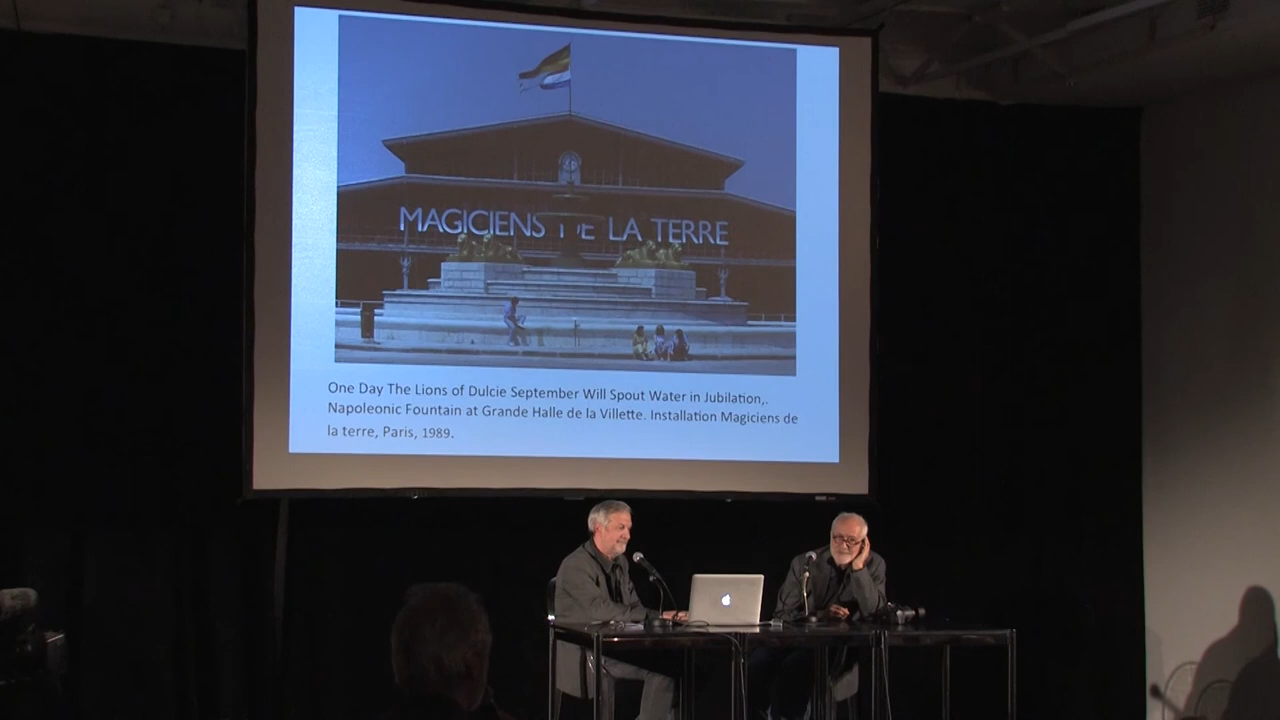 MAGICIENS DE LA TERRE
One Day The Lions of Dulcie September Will Spout Water in Jubilation,.
Napoleonic Fountain at Grande Halle de la Villette. Installation Magiciens de
la terre, Paris, 1989.